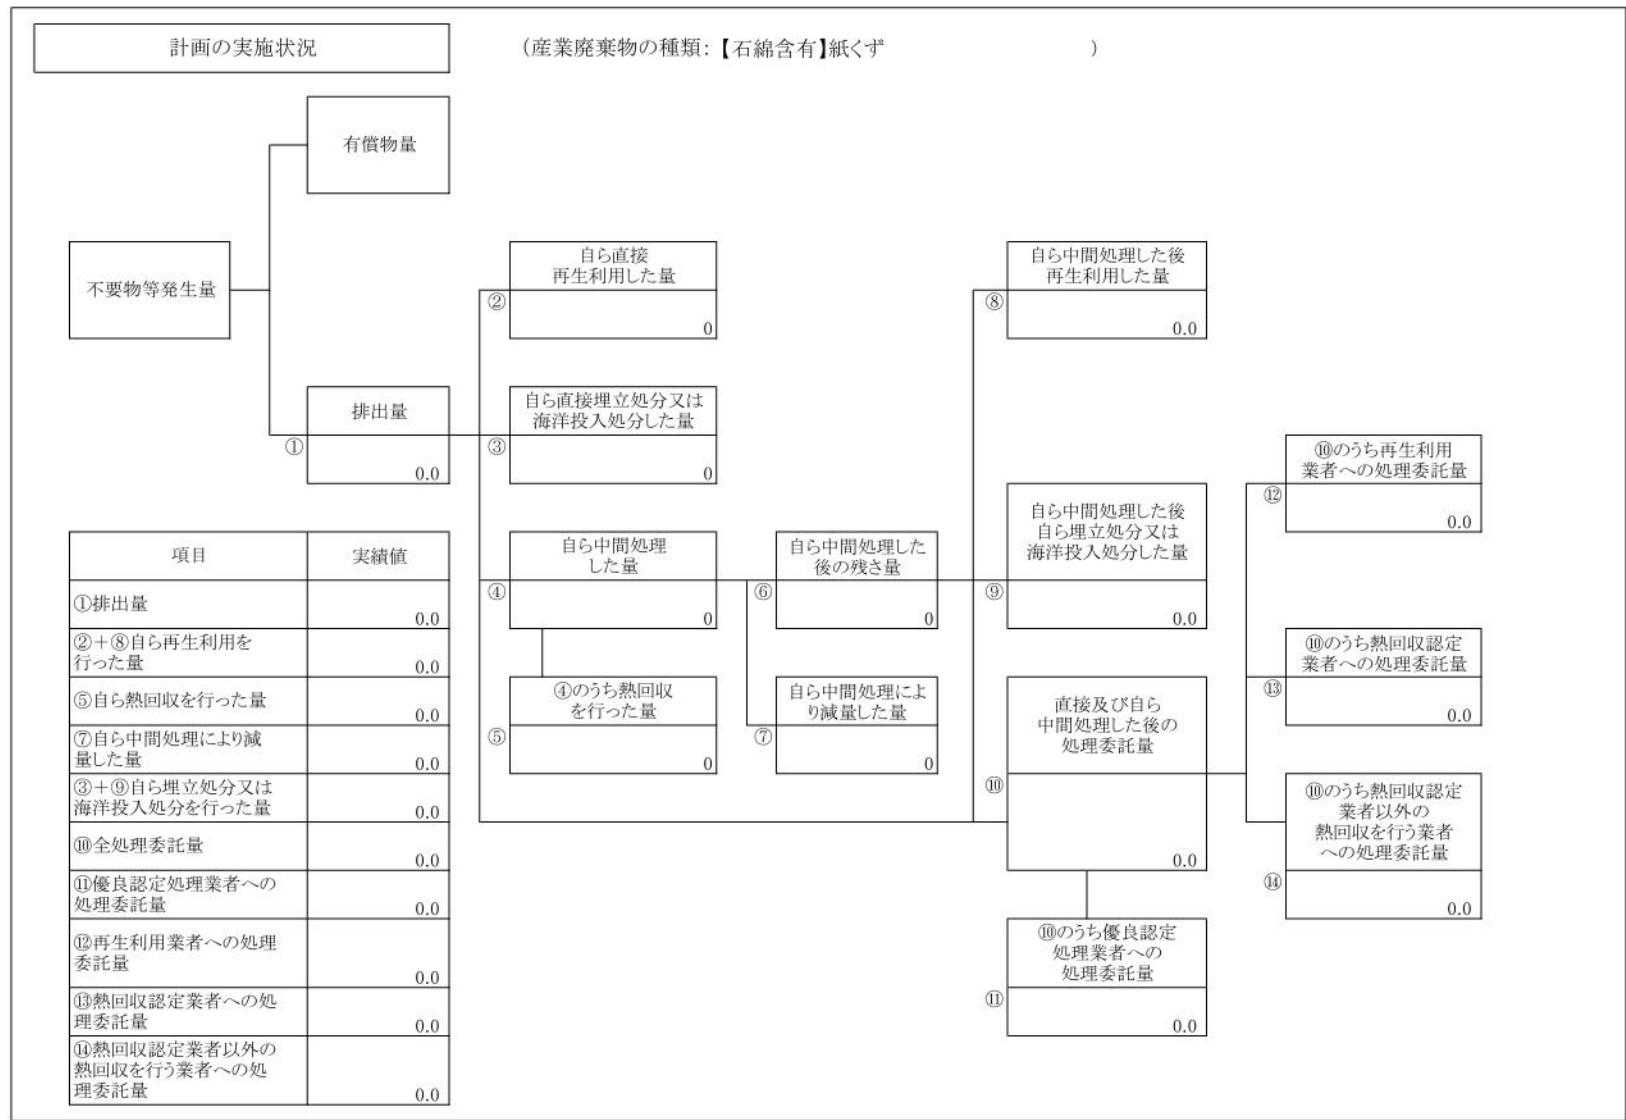 計画の実施状況
(産業廃棄物の種類:【石綿含有】紙くず )
有償物量
不要物等発生量
自ら直接
再生利用した量
②
0
自ら中間処理した後
再生利用した量
⑧
0.0
排出量
①
0.0
自ら直接埋立処分又は
海洋投入処分した量
③
0
⑩のうち再生利用
業者への処理委託量
⑫
0.0
自ら中間処理
した量
④
0
自ら中間処理した
後の残さ量
⑥
0
自ら中間処理した後
自ら埋立処分又は
海洋投入処分した量
⑨
0.0
⑩のうち熱回収認定
業者への処理委託量
⑬
0.0
④のうち熱回収
を行った量
⑤
0
自ら中間処理によ
り減量した量
⑦
0
直接及び自ら
中間処理した後の
処理委託量
⑩
0.0
⑩のうち熱回収認定
業者以外の
熱回収を行う業者
への処理委託量
⑭
0.0
⑩のうち優良認定
処理業者への
処理委託量
⑪
0.0
項目 実績値
①排出量
0.0
②+⑧自ら再生利用を
行った量
0.0
⑤自ら熱回収を行った量
0.0
⑦自ら中間処理により減
量した量
0.0
③+⑨自ら埋立処分又は
海洋投入処分を行った量
0.0
⑩全処理委託量
0.0
⑪優良認定処理業者への
処理委託量
0.0
⑫再生利用業者への処理
委託量
0.0
⑬熱回収認定業者への処
理委託量
0.0
⑭熱回収認定業者以外の
熱回収を行う業者への処
理委託量
0.0